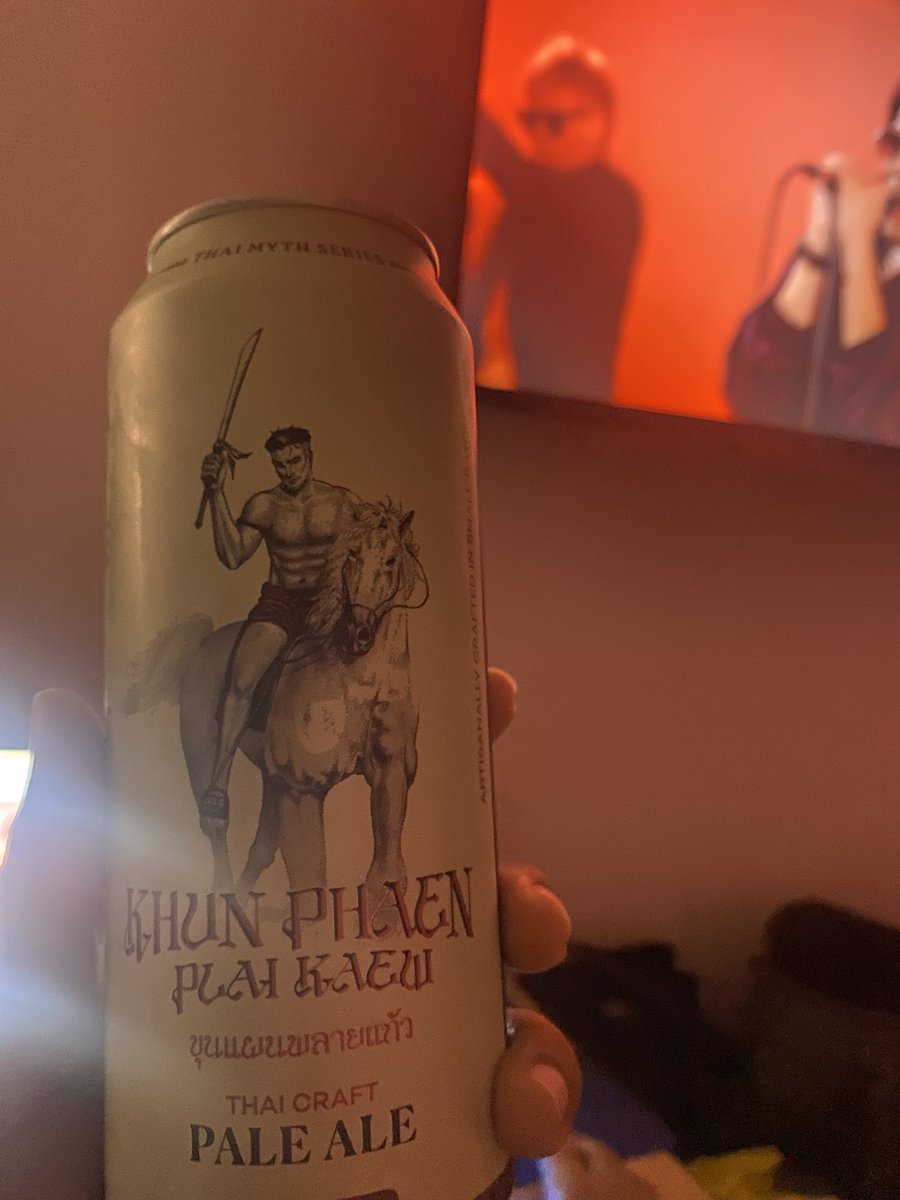 THAI MYTH SERIES
KHUN PHAEN
PLAI KAEW
ขุนแผนพลายแก้ว
THAI CRAFT
PALE ALE
ARTISANALLY CRAFTED IN SMALL